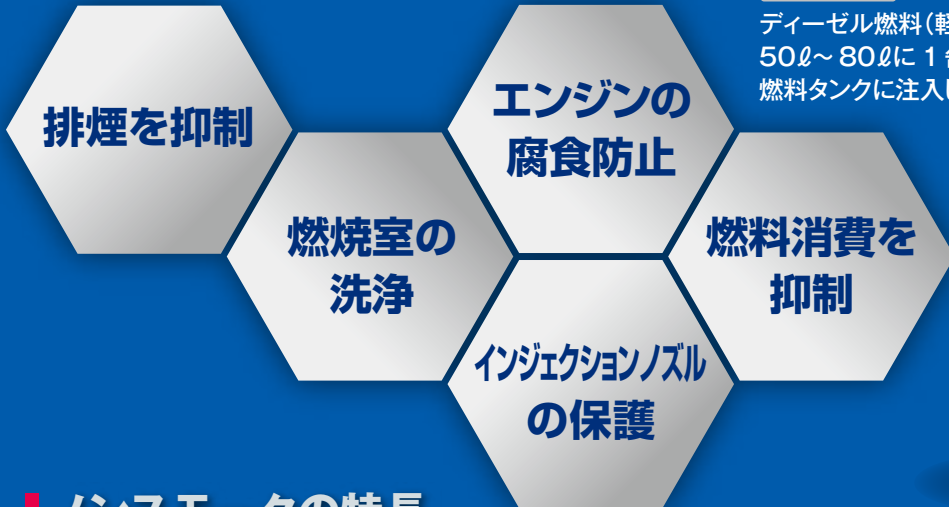 ディーゼル燃料（軽
50ℓ～80ℓに1
燃料タンクに注入
排煙を抑制
エンジンの
腐食防止
燃焼室の
洗浄
燃料消費を
抑制
インジェクションノズル
の保護
の特長